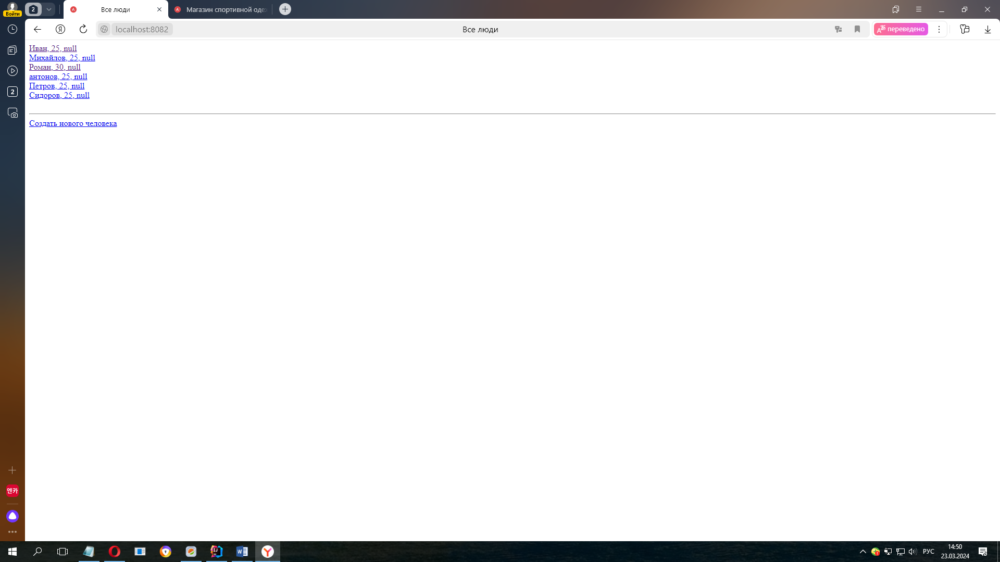 2
Все люди
Магазин спортивной оде
Войти
localhost:8082
Все люди
переведено
Иван, 25, null
Михайлов, 25, null
Роман, 30, null
антонов, 25, null
Петров, 25, null
Сидоров, 25, null
2
Создать нового человека
엔카
РУС
14:50
23.03.2024